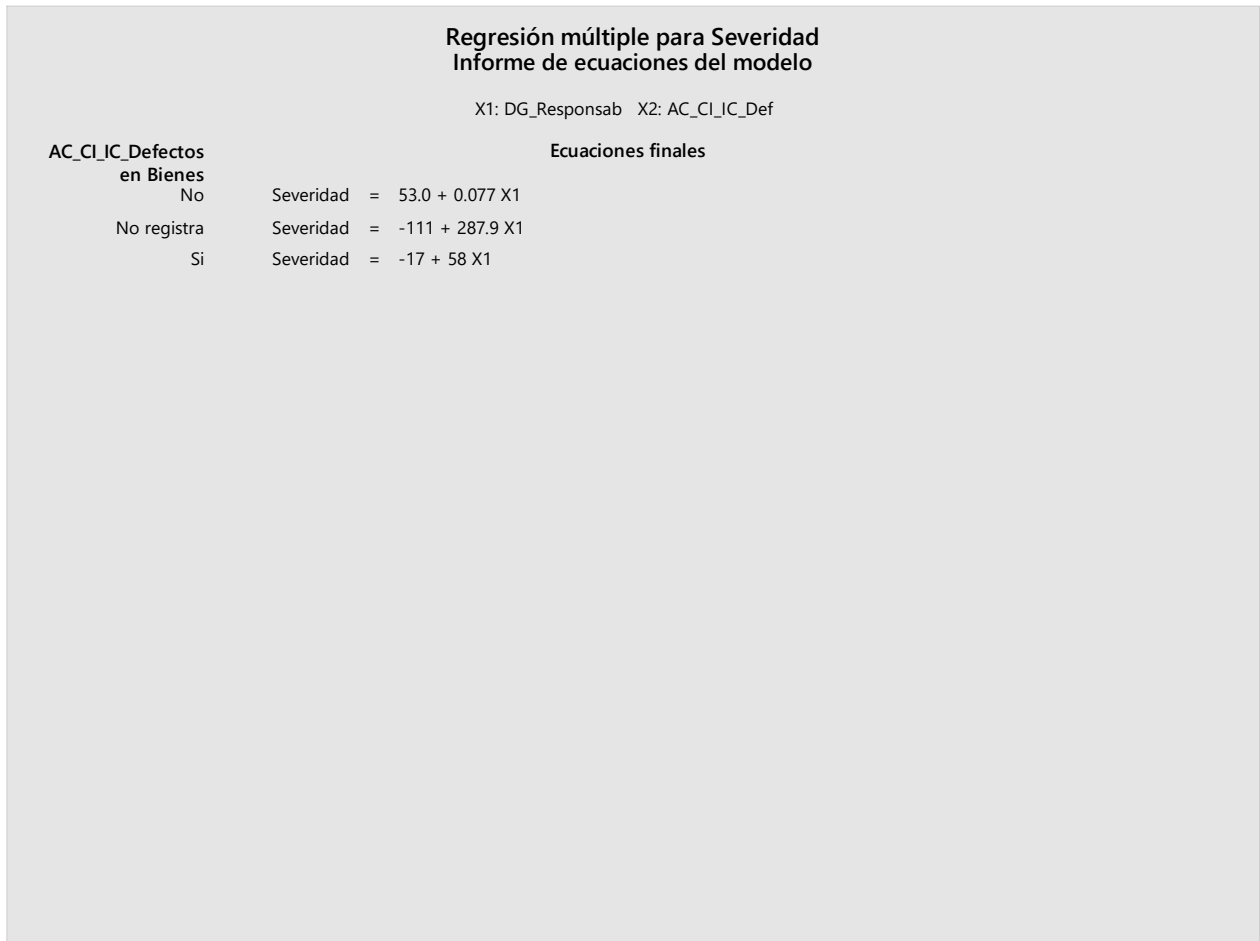 Regresión múltiple para Severidad
Informe de ecuaciones del modelo
X1: DG_Responsab X2: AC_CI_IC_Def
AC_CI_IC_Defectos
en Bienes
Ecuaciones finales
No Severidad = 53.0 + 0.077 X1
No registra Severidad = -111 + 287.9 X1
Si Severidad = -17 + 58 X1